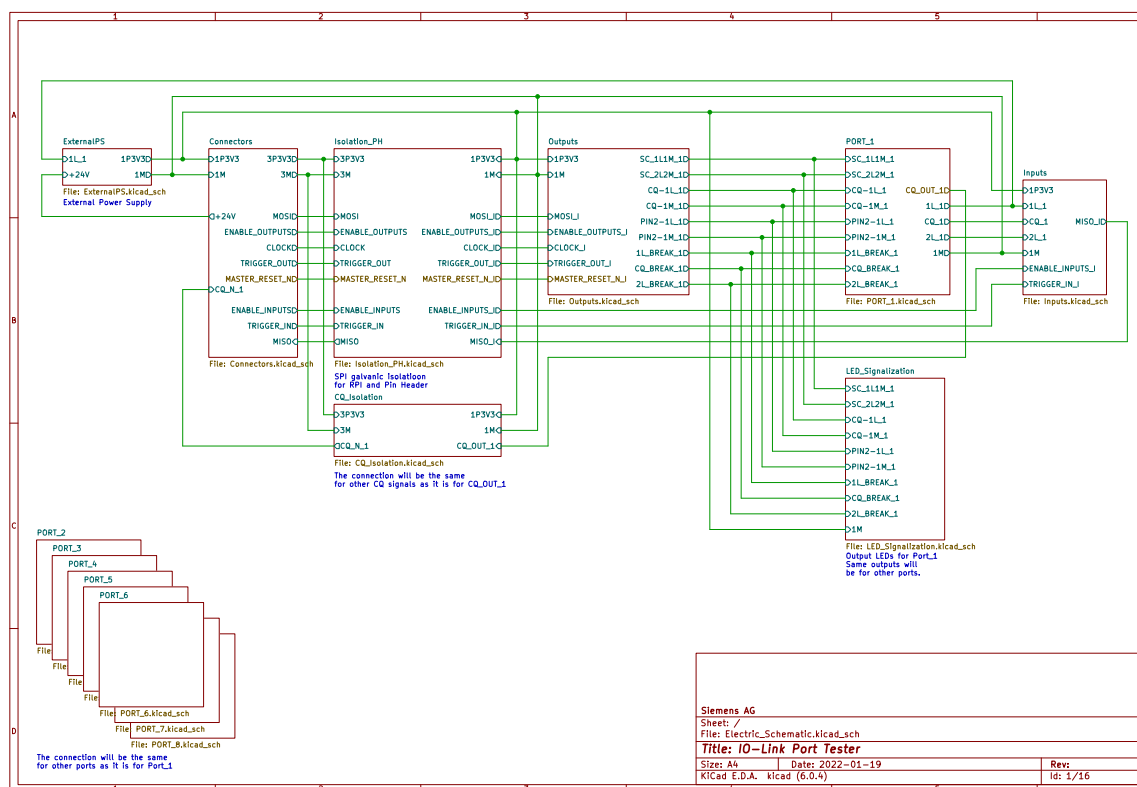 1 2 3 4 5
A
B
C
D
ExternalPS
1L_1
+24V
1P3V3
1M
File: ExternalPS.kicad_sch
External Power Supply
Connectors
1P3V3
1M
+24V
CQ_N_1
3P3V3
3M
MOSI
ENABLE_OUTPUTS
CLOCK
TRIGGER_OUT
MASTER_RESET_N
ENABLE_INPUTS
TRIGGER_IN
MISO
File: Connectors.kicad_sch
Isolation_PH
3P3V3
3M
MOSI
ENABLE_OUTPUTS
CLOCK
TRIGGER_OUT
MASTER_RESET_N
ENABLE_INPUTS
TRIGGER_IN
MISO
1P3V3
1M
MOSI_I
ENABLE_OUTPUTS_I
CLOCK_I
TRIGGER_OUT_I
MASTER_RESET_N_I
ENABLE_INPUTS_I
TRIGGER_IN_I
MISO_I
File: Isolation_PH.kicad_sch
SPI galvanic isolatioon
for RPI and Pin Header
CQ_Isolation
3P3V3
3M
CQ_N_1
1P3V3
1M
CQ_OUT_1
File: CQ_Isolation.kicad_sch
The connection will be the same
for other CQ signals as it is for CQ_OUT_1
Outputs
1P3V3
1M
MOSI_I
ENABLE_OUTPUTS_I
CLOCK_I
TRIGGER_OUT_I
MASTER_RESET_N_I
SC_1L1M_1
SC_2L2M_1
CQ-1L_1
CQ-1M_1
PIN2-1L_1
PIN2-1M_1
1L_BREAK_1
CQ_BREAK_1
2L_BREAK_1
File: Outputs.kicad_sch
PORT_1
SC_1L1M_1
SC_2L2M_1
CQ-1L_1
CQ-1M_1
PIN2-1L_1
PIN2-1M_1
1L_BREAK_1
CQ_BREAK_1
2L_BREAK_1
CQ_OUT_1
1L_1
CQ_1
2L_1
1M
File: PORT_1.kicad_sch
Inputs
1P3V3
1L_1
CQ_1
2L_1
1M
ENABLE_INPUTS_I
TRIGGER_IN_I
MISO_I
File: Inputs.kicad_sch
LED_Signalization
SC_1L1M_1
SC_2L2M_1
CQ-1L_1
CQ-1M_1
PIN2-1L_1
PIN2-1M_1
1L_BREAK_1
CQ_BREAK_1
2L_BREAK_1
1M
File: LED_Signalization.kicad_sch
Output LEDs for Port_1
Same outputs will
be for other ports.
PORT_2
PORT_3
PORT_4
PORT_5
PORT_6
File
File
File
File
File: PORT_6.kicad_sch
File: PORT_7.kicad_sch
File: PORT_8.kicad_sch
The connection will be the same
for other ports as it is for Port_1
Siemens AG
Sheet: /
File: Electric_Schematic.kicad_sch
Title: IO-Link Port Tester
Size: A4 Date: 2022-01-19 Rev:
KiCad E.D.A. kicad (6.0.4) Id: 1/16